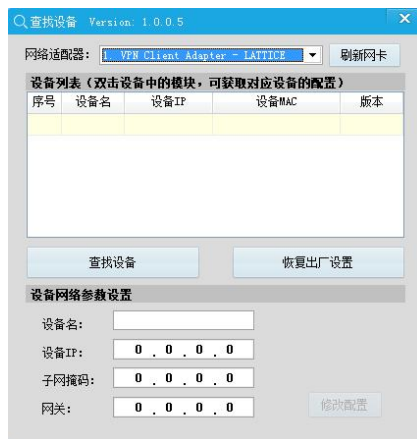 查找设备 Version: 1.0.0.5
网络适配器: 1. VPN Client Adapter - LATTICE 刷新网卡
设备列表(双击设备中的模块,可获取对应设备的配置)
序号 设备名 设备IP 设备MAC 版本
查找设备 恢复出厂设置
设备网络参数设置
设备名:
设备IP: 0 . 0 . 0 . 0
子网掩码: 0 . 0 . 0 . 0
网关: 0 . 0 . 0 . 0 修改配置